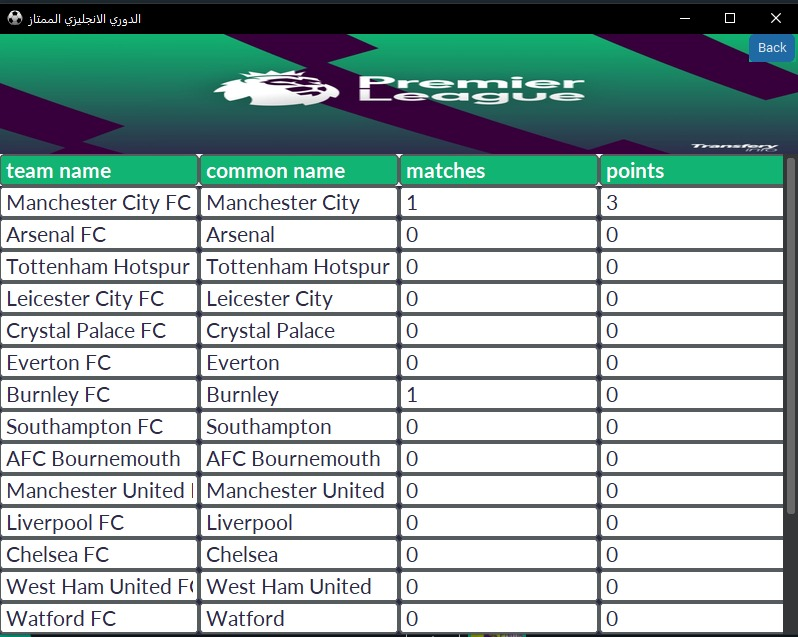 الدوري الانجليزي الممتاز
Back
Premier
League
Transfery
info
team name common name matches points
Manchester City FC Manchester City 1 3
Arsenal FC Arsenal 0 0
Tottenham Hotspur Tottenham Hotspur 0 0
Leicester City FC Leicester City 0 0
Crystal Palace FC Crystal Palace 0 0
Everton FC Everton 0 0
Burnley FC Burnley 1 0
Southampton FC Southampton 0 0
AFC Bournemouth AFC Bournemouth 0 0
Manchester United Manchester United 0 0
Liverpool FC Liverpool 0 0
Chelsea FC Chelsea 0 0
West Ham United FC West Ham United 0 0
Watford FC Watford 0 0